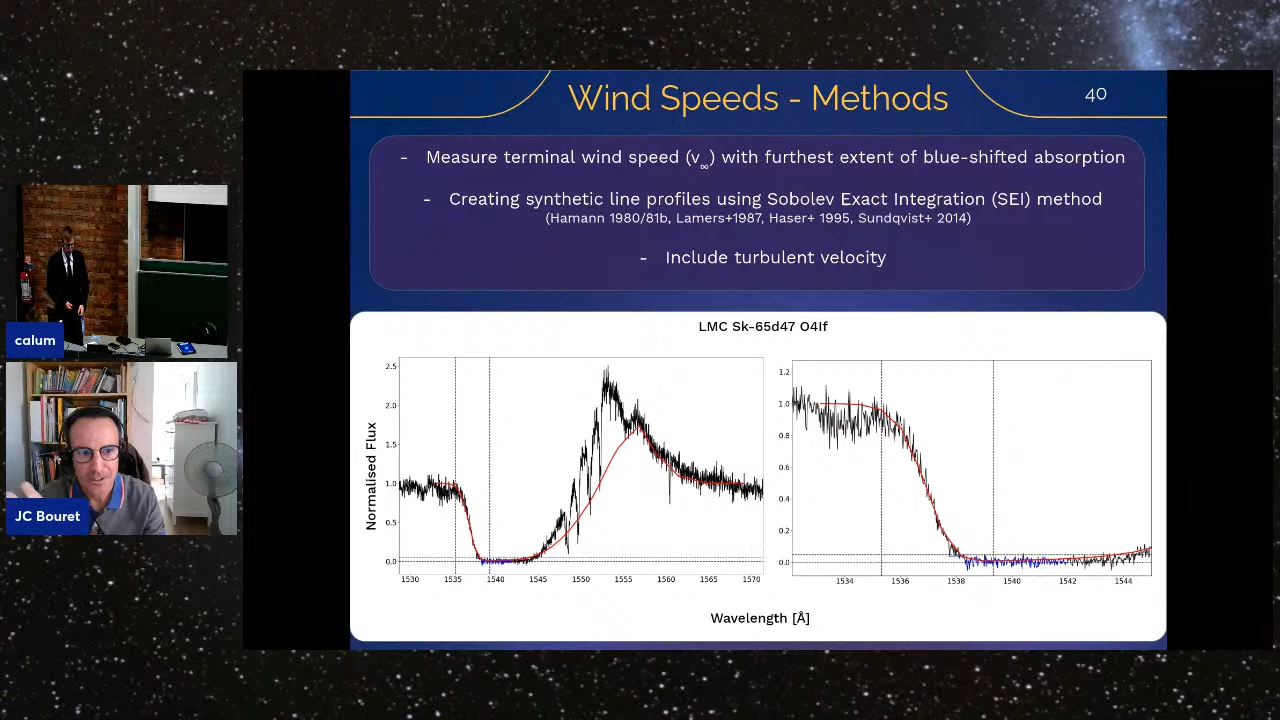 Wind Speeds - Methods
40
- Measure terminal wind speed (v∞) with furthest extent of blue-shifted absorption
- Creating synthetic line profiles using Sobolev Exact Integration (SEI) method
(Hamann 1980/81b, Lamers+1987, Haser+ 1995, Sundqvist+ 2014)
- Include turbulent velocity
LMC Sk-65d47 O4If
Normalised Flux
2.5
2.0
1.5
1.0
0.5
0.0
1530 1535 1540 1545 1550 1555 1560 1565 1570
1.2
1.0
0.8
0.6
0.4
0.2
0.0
1534 1536 1538 1540 1542 1544
Wavelength [Å]
calum
JC Bouret